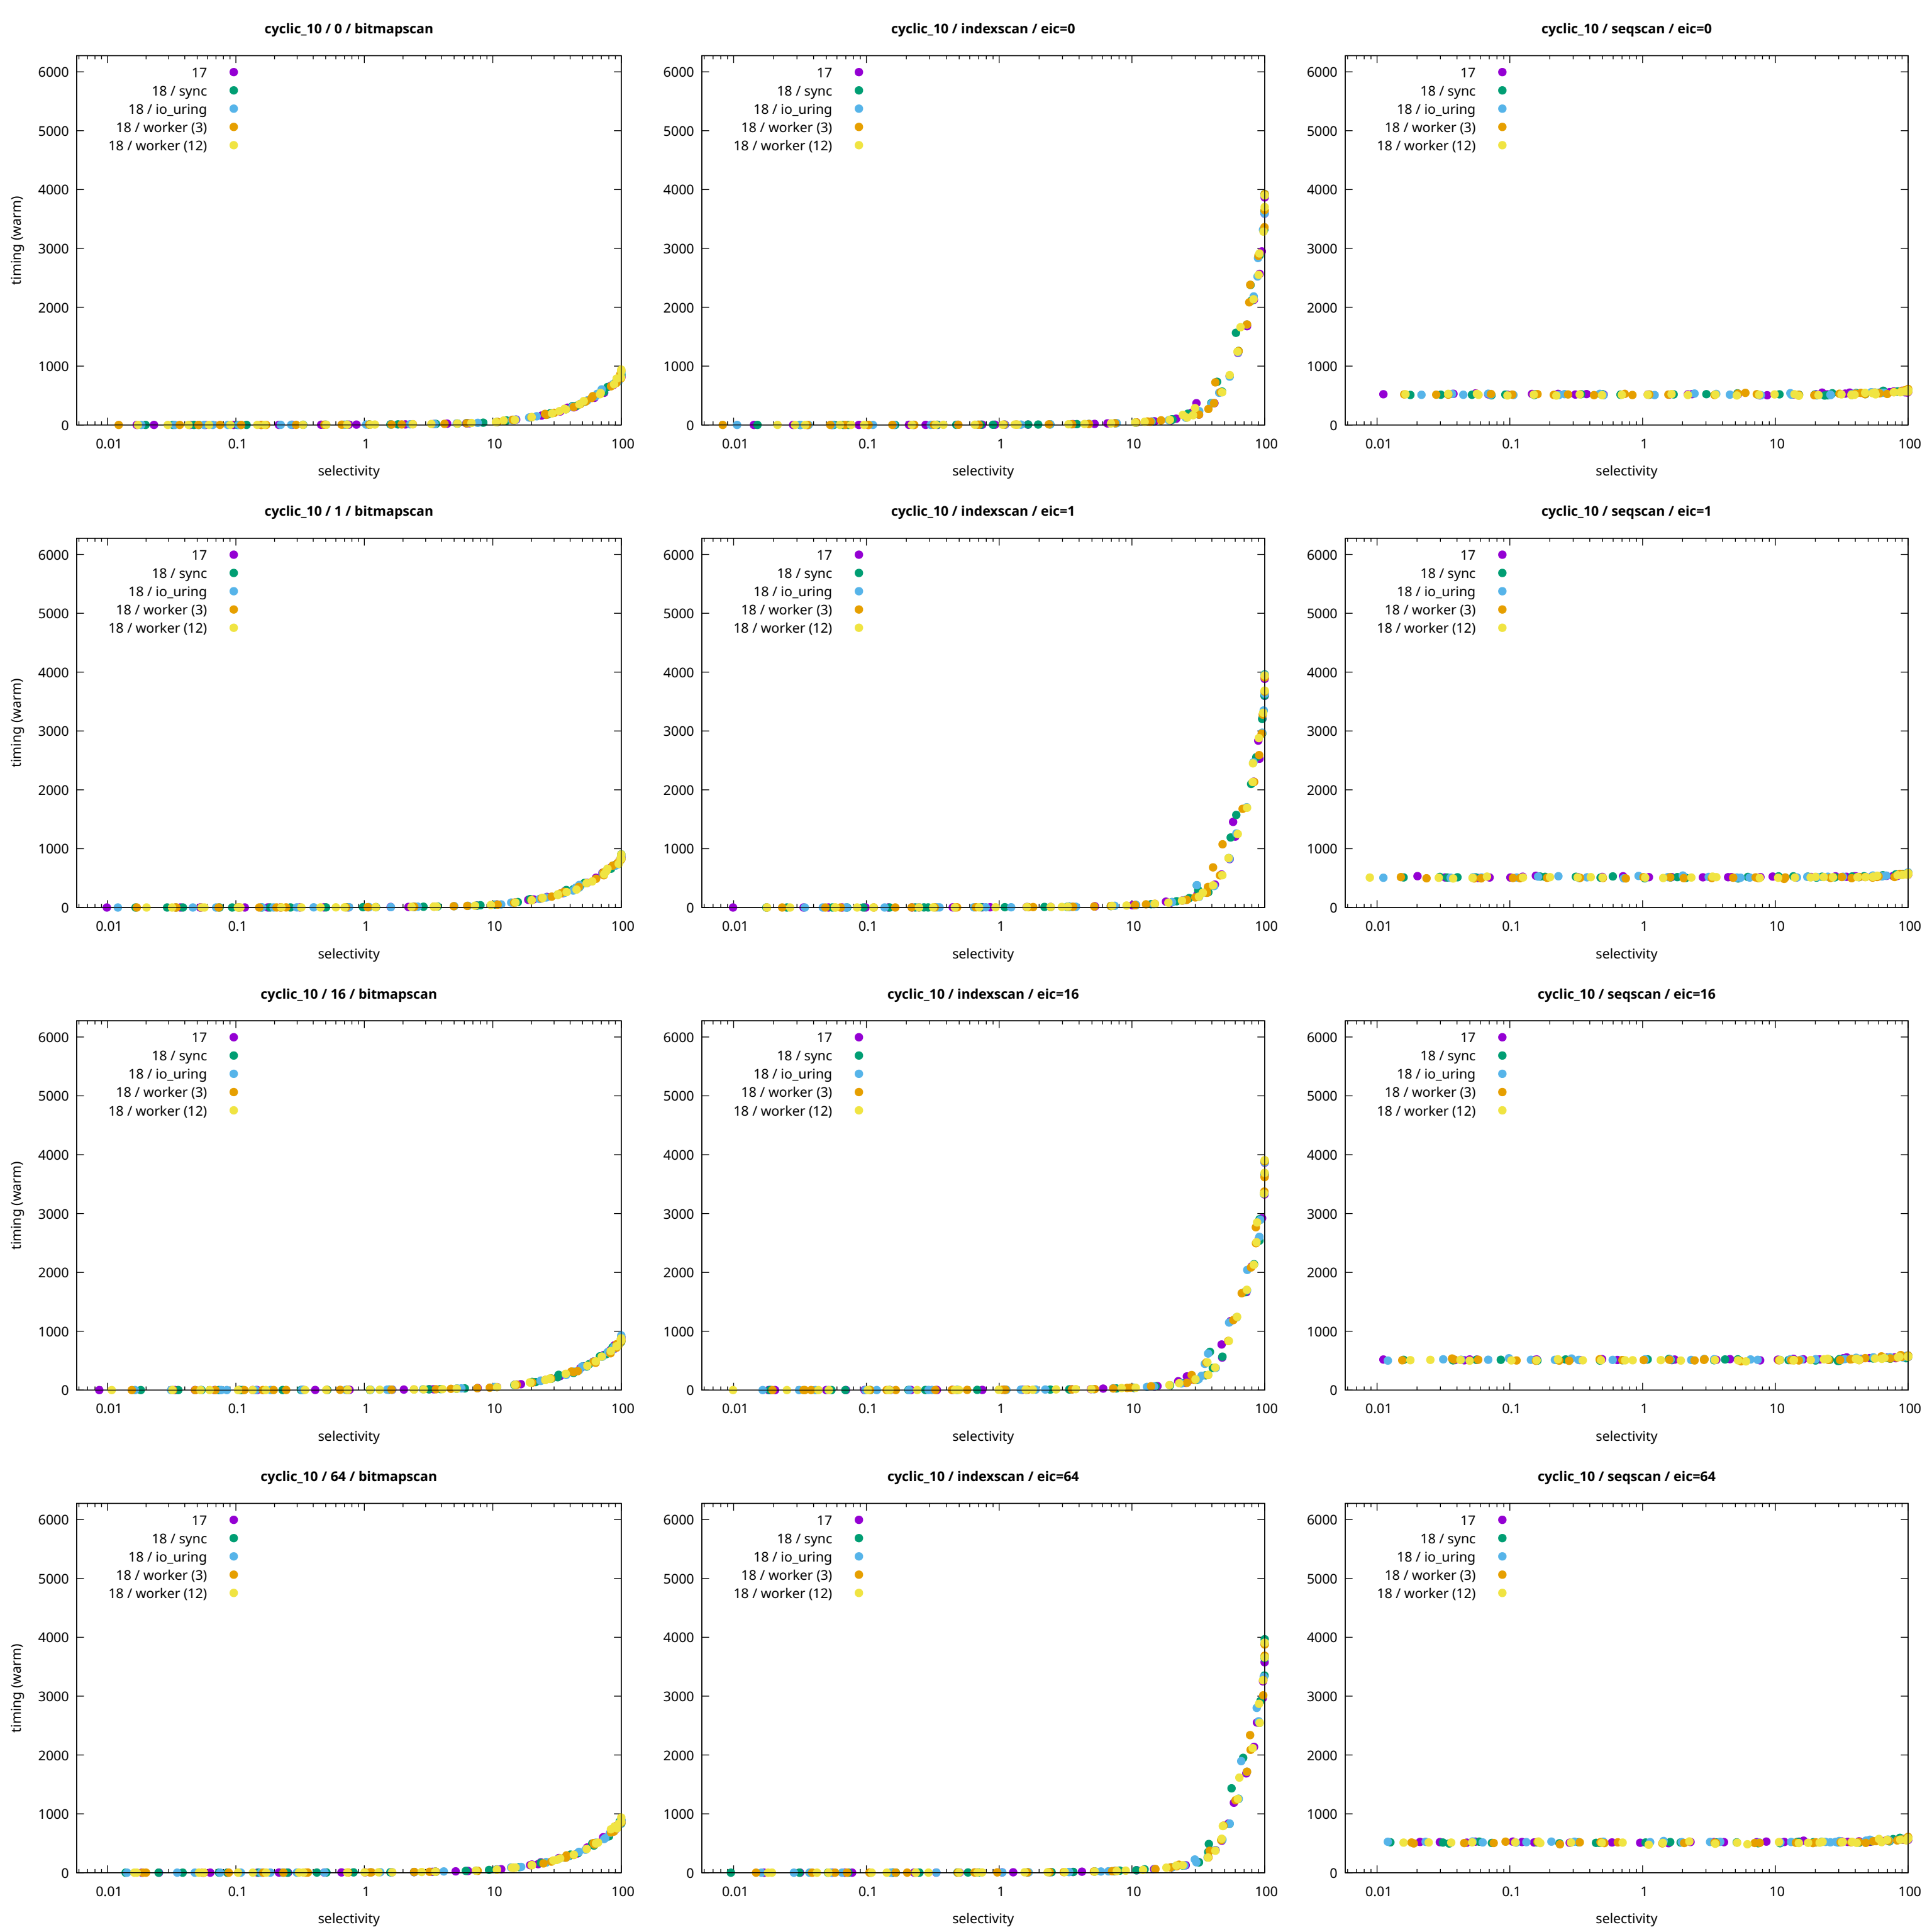 cyclic_10 / 0 / bitmapscan
6000
5000
4000
3000
2000
1000
0
timing (warm)
17
18 / sync
18 / io_uring
18 / worker (3)
18 / worker (12)
0.01
0.1
1
10
100
selectivity
cyclic_10 / indexscan / eic=0
6000
5000
4000
3000
2000
1000
0
17
18 / sync
18 / io_uring
18 / worker (3)
18 / worker (12)
0.01
0.1
1
10
100
selectivity
cyclic_10 / seqscan / eic=0
6000
5000
4000
3000
2000
1000
0
17
18 / sync
18 / io_uring
18 / worker (3)
18 / worker (12)
0.01
0.1
1
10
100
selectivity
cyclic_10 / 1 / bitmapscan
6000
5000
4000
3000
2000
1000
0
timing (warm)
17
18 / sync
18 / io_uring
18 / worker (3)
18 / worker (12)
0.01
0.1
1
10
100
selectivity
cyclic_10 / indexscan / eic=1
6000
5000
4000
3000
2000
1000
0
17
18 / sync
18 / io_uring
18 / worker (3)
18 / worker (12)
0.01
0.1
1
10
100
selectivity
cyclic_10 / seqscan / eic=1
6000
5000
4000
3000
2000
1000
0
17
18 / sync
18 / io_uring
18 / worker (3)
18 / worker (12)
0.01
0.1
1
10
100
selectivity
cyclic_10 / 16 / bitmapscan
6000
5000
4000
3000
2000
1000
0
timing (warm)
17
18 / sync
18 / io_uring
18 / worker (3)
18 / worker (12)
0.01
0.1
1
10
100
selectivity
cyclic_10 / indexscan / eic=16
6000
5000
4000
3000
2000
1000
0
17
18 / sync
18 / io_uring
18 / worker (3)
18 / worker (12)
0.01
0.1
1
10
100
selectivity
cyclic_10 / seqscan / eic=16
6000
5000
4000
3000
2000
1000
0
17
18 / sync
18 / io_uring
18 / worker (3)
18 / worker (12)
0.01
0.1
1
10
100
selectivity
cyclic_10 / 64 / bitmapscan
6000
5000
4000
3000
2000
1000
0
timing (warm)
17
18 / sync
18 / io_uring
18 / worker (3)
18 / worker (12)
0.01
0.1
1
10
100
selectivity
cyclic_10 / indexscan / eic=64
6000
5000
4000
3000
2000
1000
0
17
18 / sync
18 / io_uring
18 / worker (3)
18 / worker (12)
0.01
0.1
1
10
100
selectivity
cyclic_10 / seqscan / eic=64
6000
5000
4000
3000
2000
1000
0
17
18 / sync
18 / io_uring
18 / worker (3)
18 / worker (12)
0.01
0.1
1
10
100
selectivity